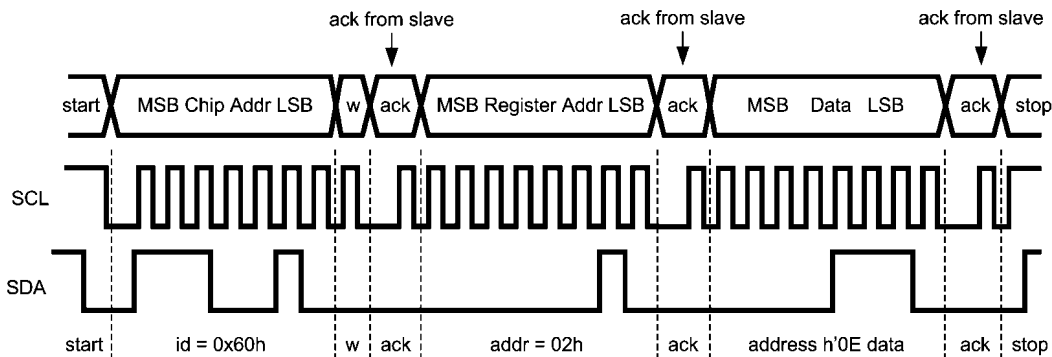 ack from slave ack from slave ack from slave
start MSB Chip Addr LSB w ack MSB Register Addr LSB ack MSB Data LSB ack stop
SCL
SDA
start id = 0x60h w ack addr = 02h ack address h'0E data ack stop